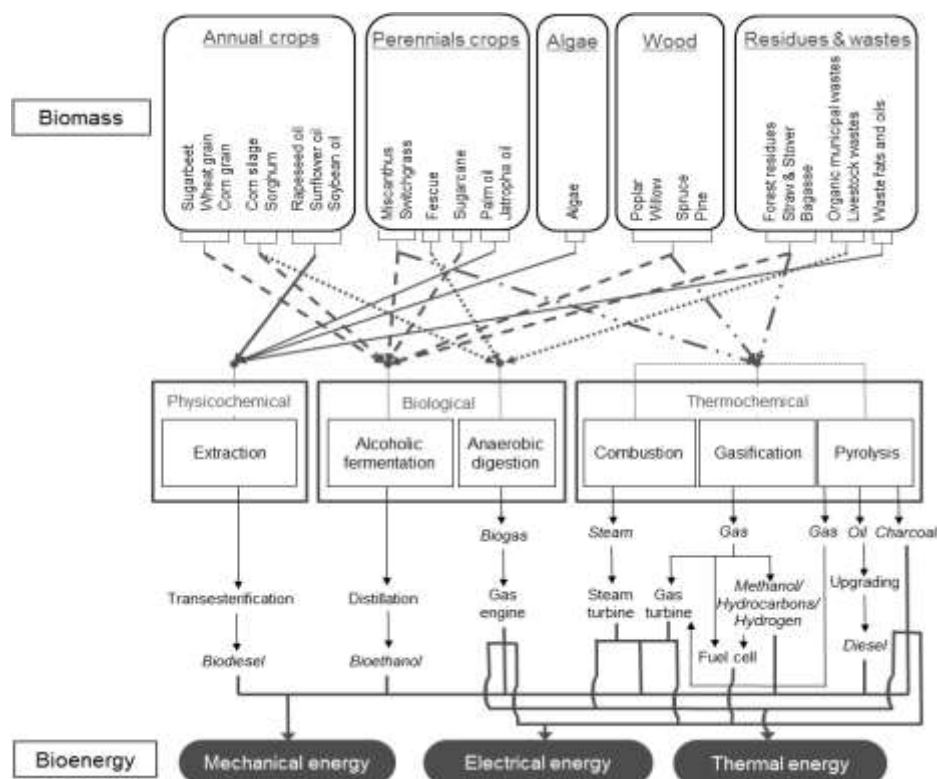 Annual crops
Perennials crops
Algae
Wood
Residues & wastes
Biomass
Sugarbeet
Wheat grain
Corn grain
Corn silage
Sorghum
Rapeseed oil
Sunflower oil
Soybean oil
Miscanthus
Switchgrass
Fescue
Sugarcane
Palm oil
Jatropha oil
Algae
Poplar
Willow
Spruce
Pine
Forest residues
Straw & Stover
Bagasse
Organic municipal wastes
Livestock wastes
Waste fats and oils
Physicochemical
Biological
Thermochemical
Extraction
Alcoholic
fermentation
Anaerobic
digestion
Combustion
Gasification
Pyrolysis
Biogas
Steam
Gas
Gas
Oil
Charcoal
Transesterification
Distillation
Gas
engine
Steam
turbine
Gas
turbine
Methanol/
Hydrocarbons/
Hydrogen
Upgrading
Biodiesel
Bioethanol
Fuel cell
Diesel
Bioenergy
Mechanical energy
Electrical energy
Thermal energy